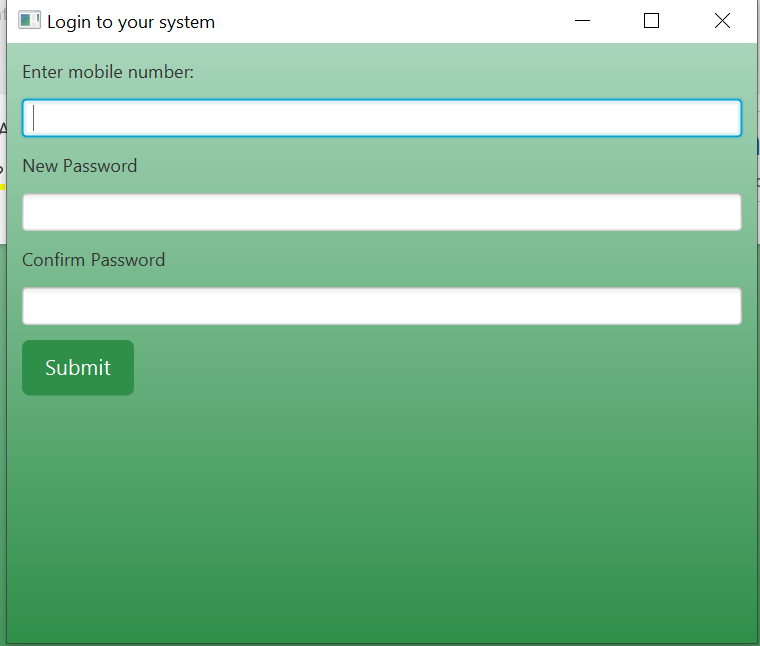 Login to your system
Enter mobile number:
New Password
Confirm Password
Submit